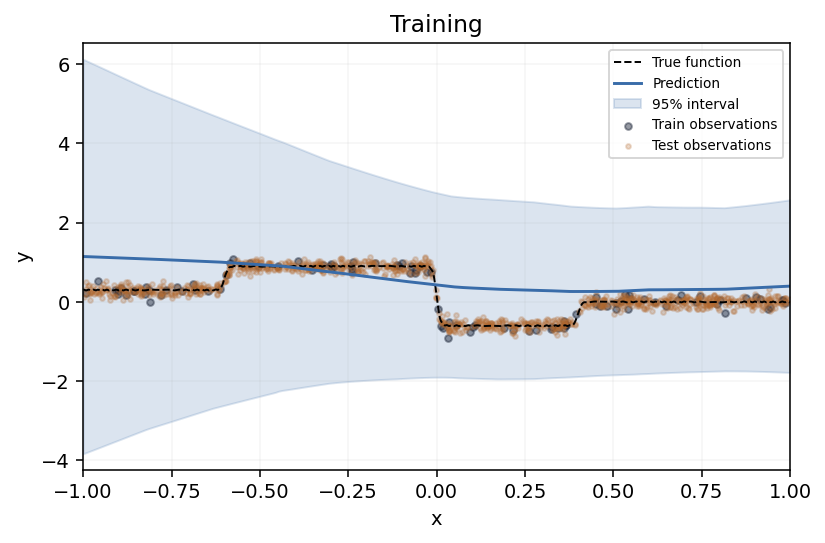 Training
6
4
2
0
−2
−4
y
True function
Prediction
95% interval
Train observations
Test observations
−1.00 −0.75 −0.50 −0.25 0.00 0.25 0.50 0.75 1.00
x